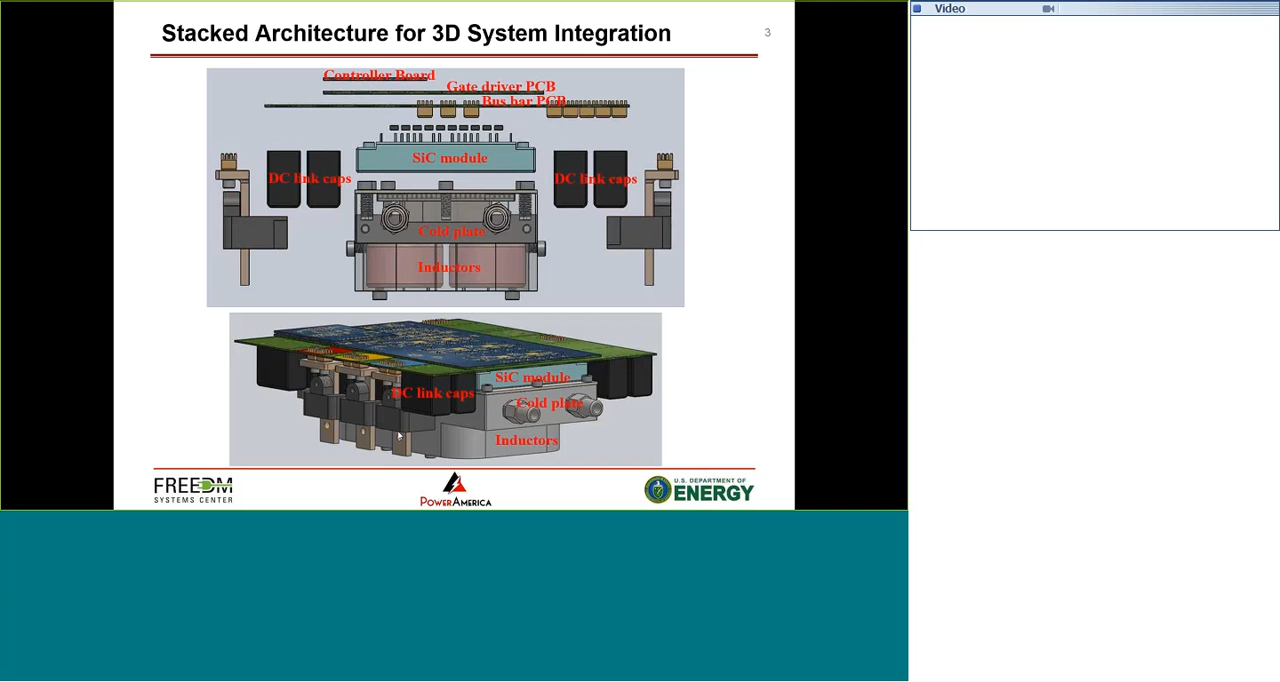 Video
Stacked Architecture for 3D System Integration
3
Controller Board
Gate driver PCB
Bus bar PCB
SiC module
DC link caps
DC link caps
Cold plate
Inductors
SiC module
DC link caps
Cold plate
Inductors
FREEDM
SYSTEMS CENTER
POWERAMERICA
U.S. DEPARTMENT OF
ENERGY